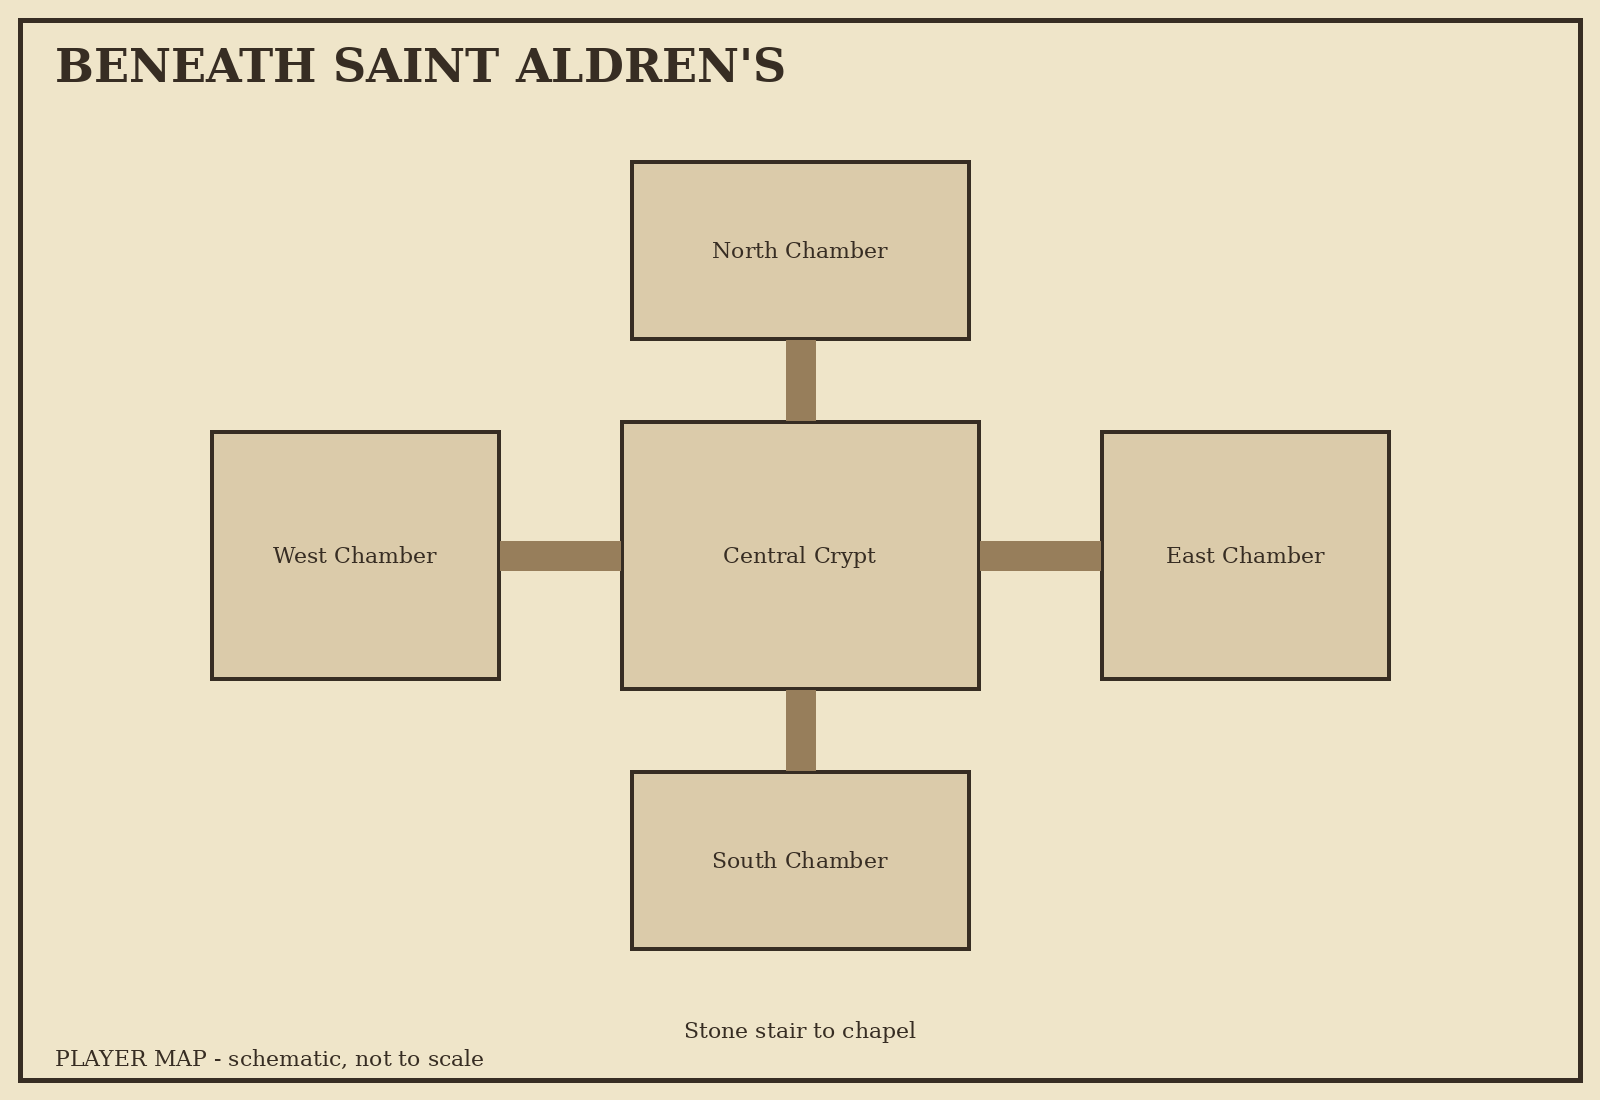 BENEATH SAINT ALDREN'S
North Chamber
West Chamber
Central Crypt
East Chamber
South Chamber
Stone stair to chapel
PLAYER MAP - schematic, not to scale